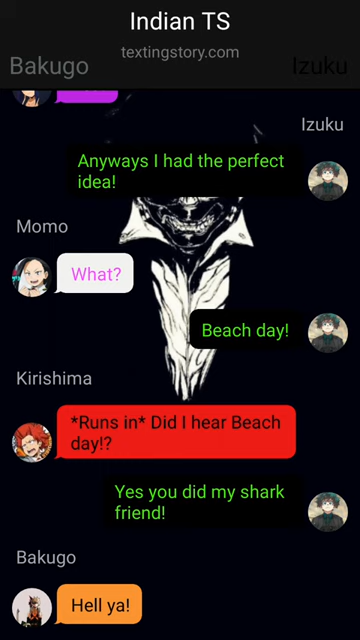 Indian TS
textingstory.com
Bakugo
Izuku
Izuku
Anyways I had the perfect
idea!
Momo
What?
Beach day!
Kirishima
*Runs in* Did I hear Beach
day!?
Yes you did my shark
friend!
Bakugo
Hell ya!